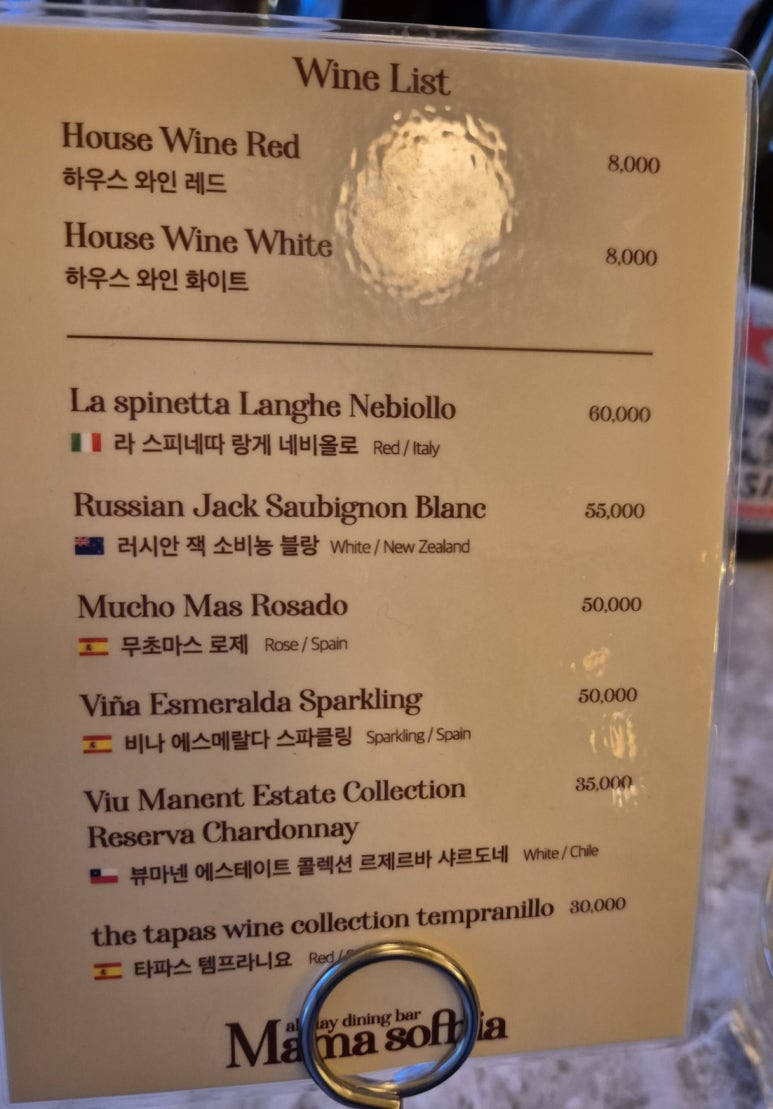 Wine List
House Wine Red 8,000
하우스 와인 레드
House Wine White 8,000
하우스 와인 화이트
La spinetta Langhe Nebiollo 60,000
라 스피네따 랑게 네비올로 Red / Italy
Russian Jack Saubignon Blanc 55,000
러시안 잭 소비뇽 블랑 White / New Zealand
Mucho Mas Rosado 50,000
무초마스 로제 Rose / Spain
Viña Esmeralda Sparkling 50,000
비나 에스메랄다 스파클링 Sparkling / Spain
Viu Manent Estate Collection 35,000
Reserva Chardonnay
뷰마넨 에스테이트 콜렉션 르제르바 샤르도네 White / Chile
the tapas wine collection tempranillo 30,000
타파스 템프라니요 Red /
dining bar
Mama